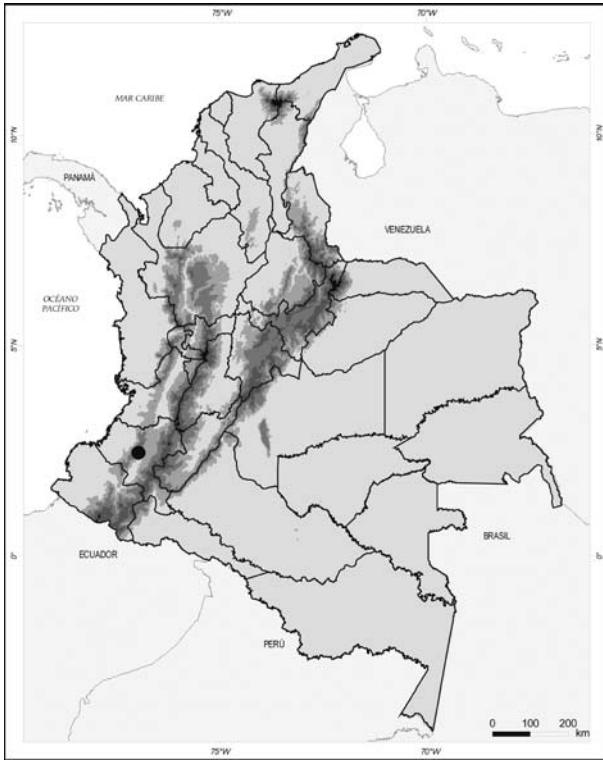 75°W 70°W
MAR CARIBE
10°N 10°N
PANAMÁ
VENEZUELA
OCÉANO
PACÍFICO
5°N 5°N
BRASIL
ECUADOR
0° 0°
PERÚ
0 100 200
km
75°W 70°W